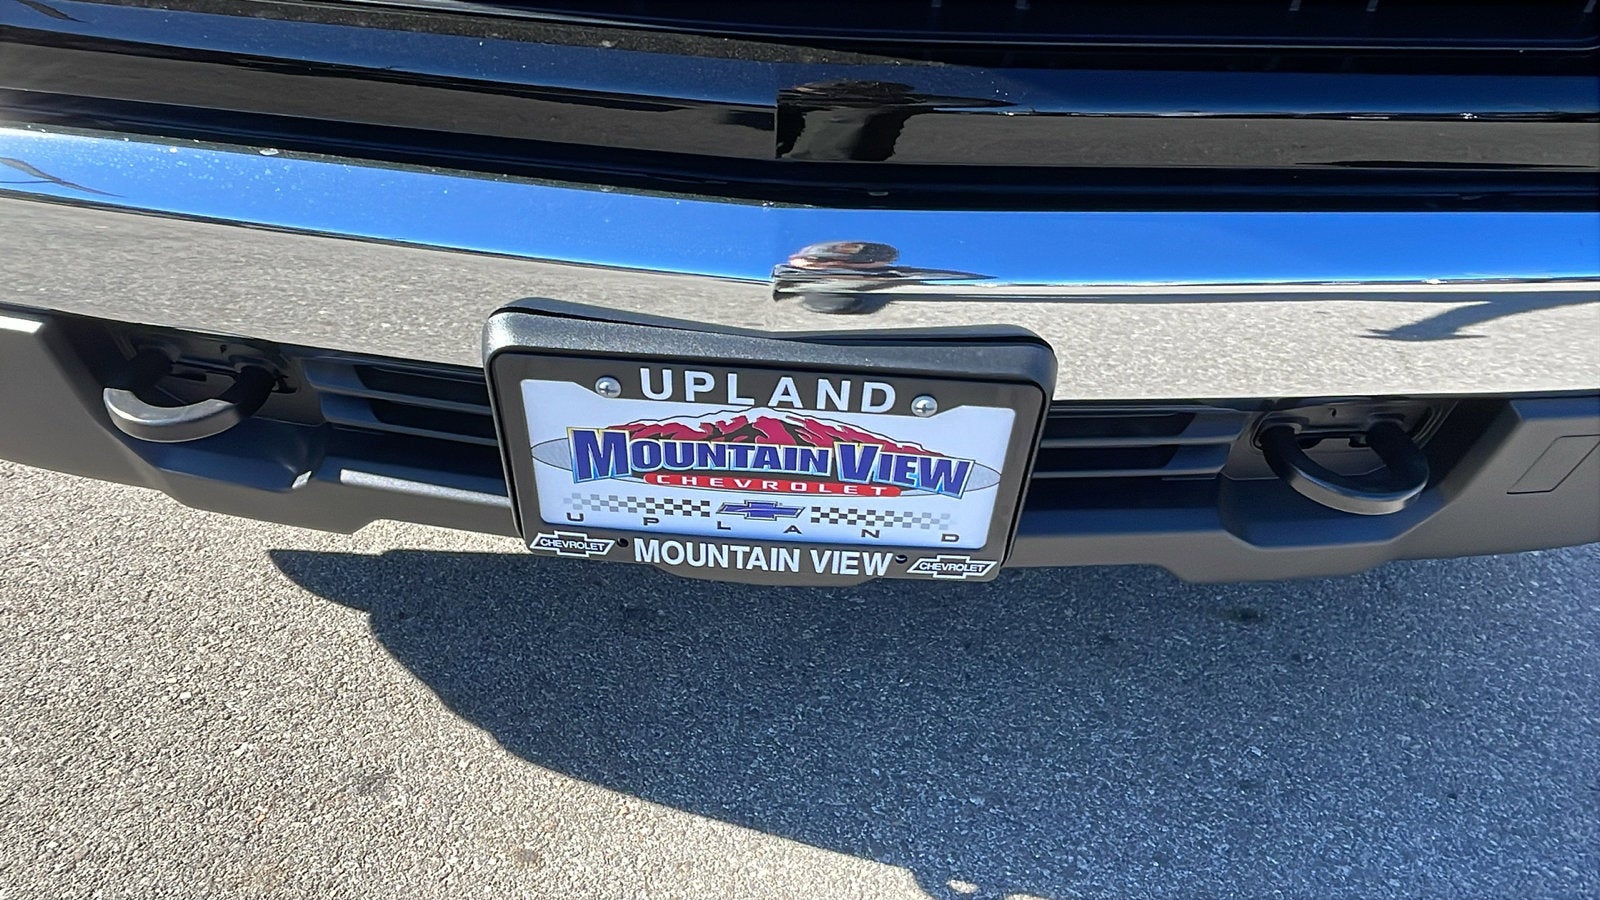 UPLAND
MOUNTAIN VIEW
CHEVROLET
UPLAND
CHEVROLET MOUNTAIN VIEW CHEVROLET